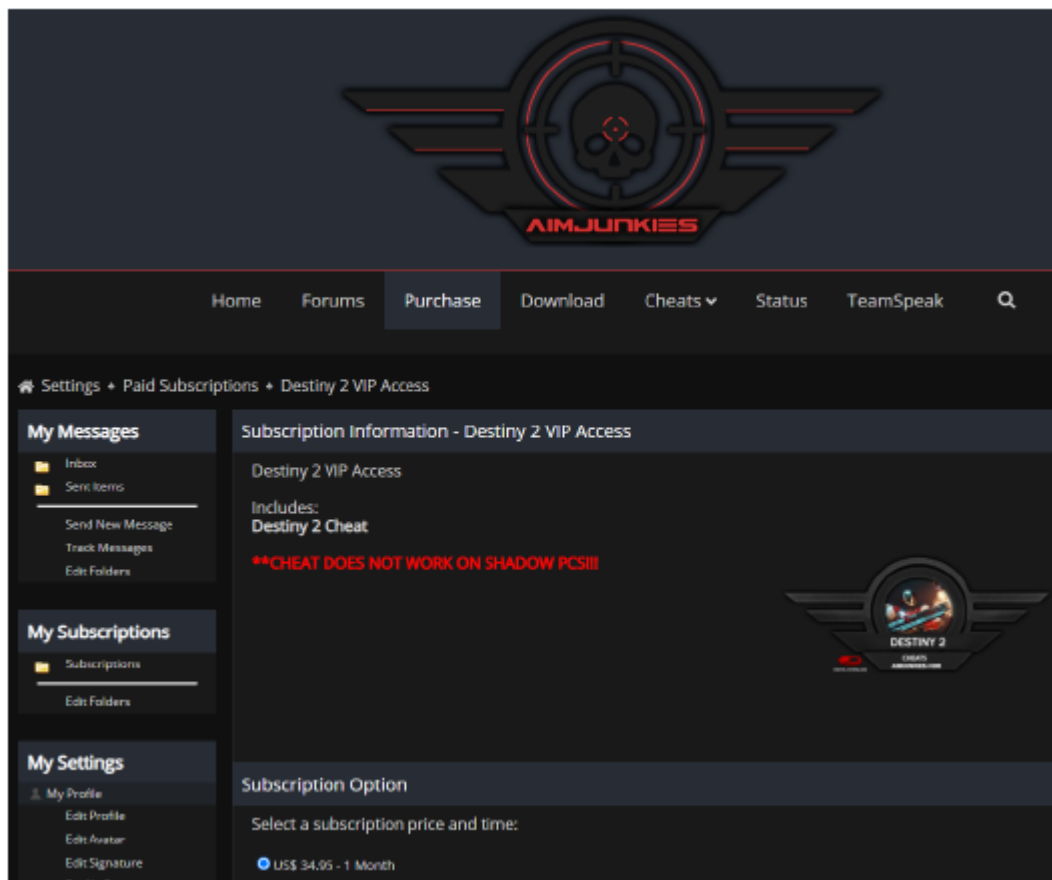 AIMJUNKIES
Home Forums Purchase Download Cheats Status TeamSpeak
Settings Paid Subscriptions Destiny 2 VIP Access
My Messages
Inbox
Sent Items
Send New Message
Track Messages
Edit Folders
My Subscriptions
Subscriptions
Edit Folders
My Settings
My Profile
Edit Profile
Edit Avatar
Edit Signature
Subscription Information - Destiny 2 VIP Access
Destiny 2 VIP Access
Includes:
Destiny 2 Cheat
**CHEAT DOES NOT WORK ON SHADOW PCS!!!
DESTINY 2
CHEATS
AIMJUNKIES.COM
Subscription Option
Select a subscription price and time:
US$ 34.95 - 1 Month